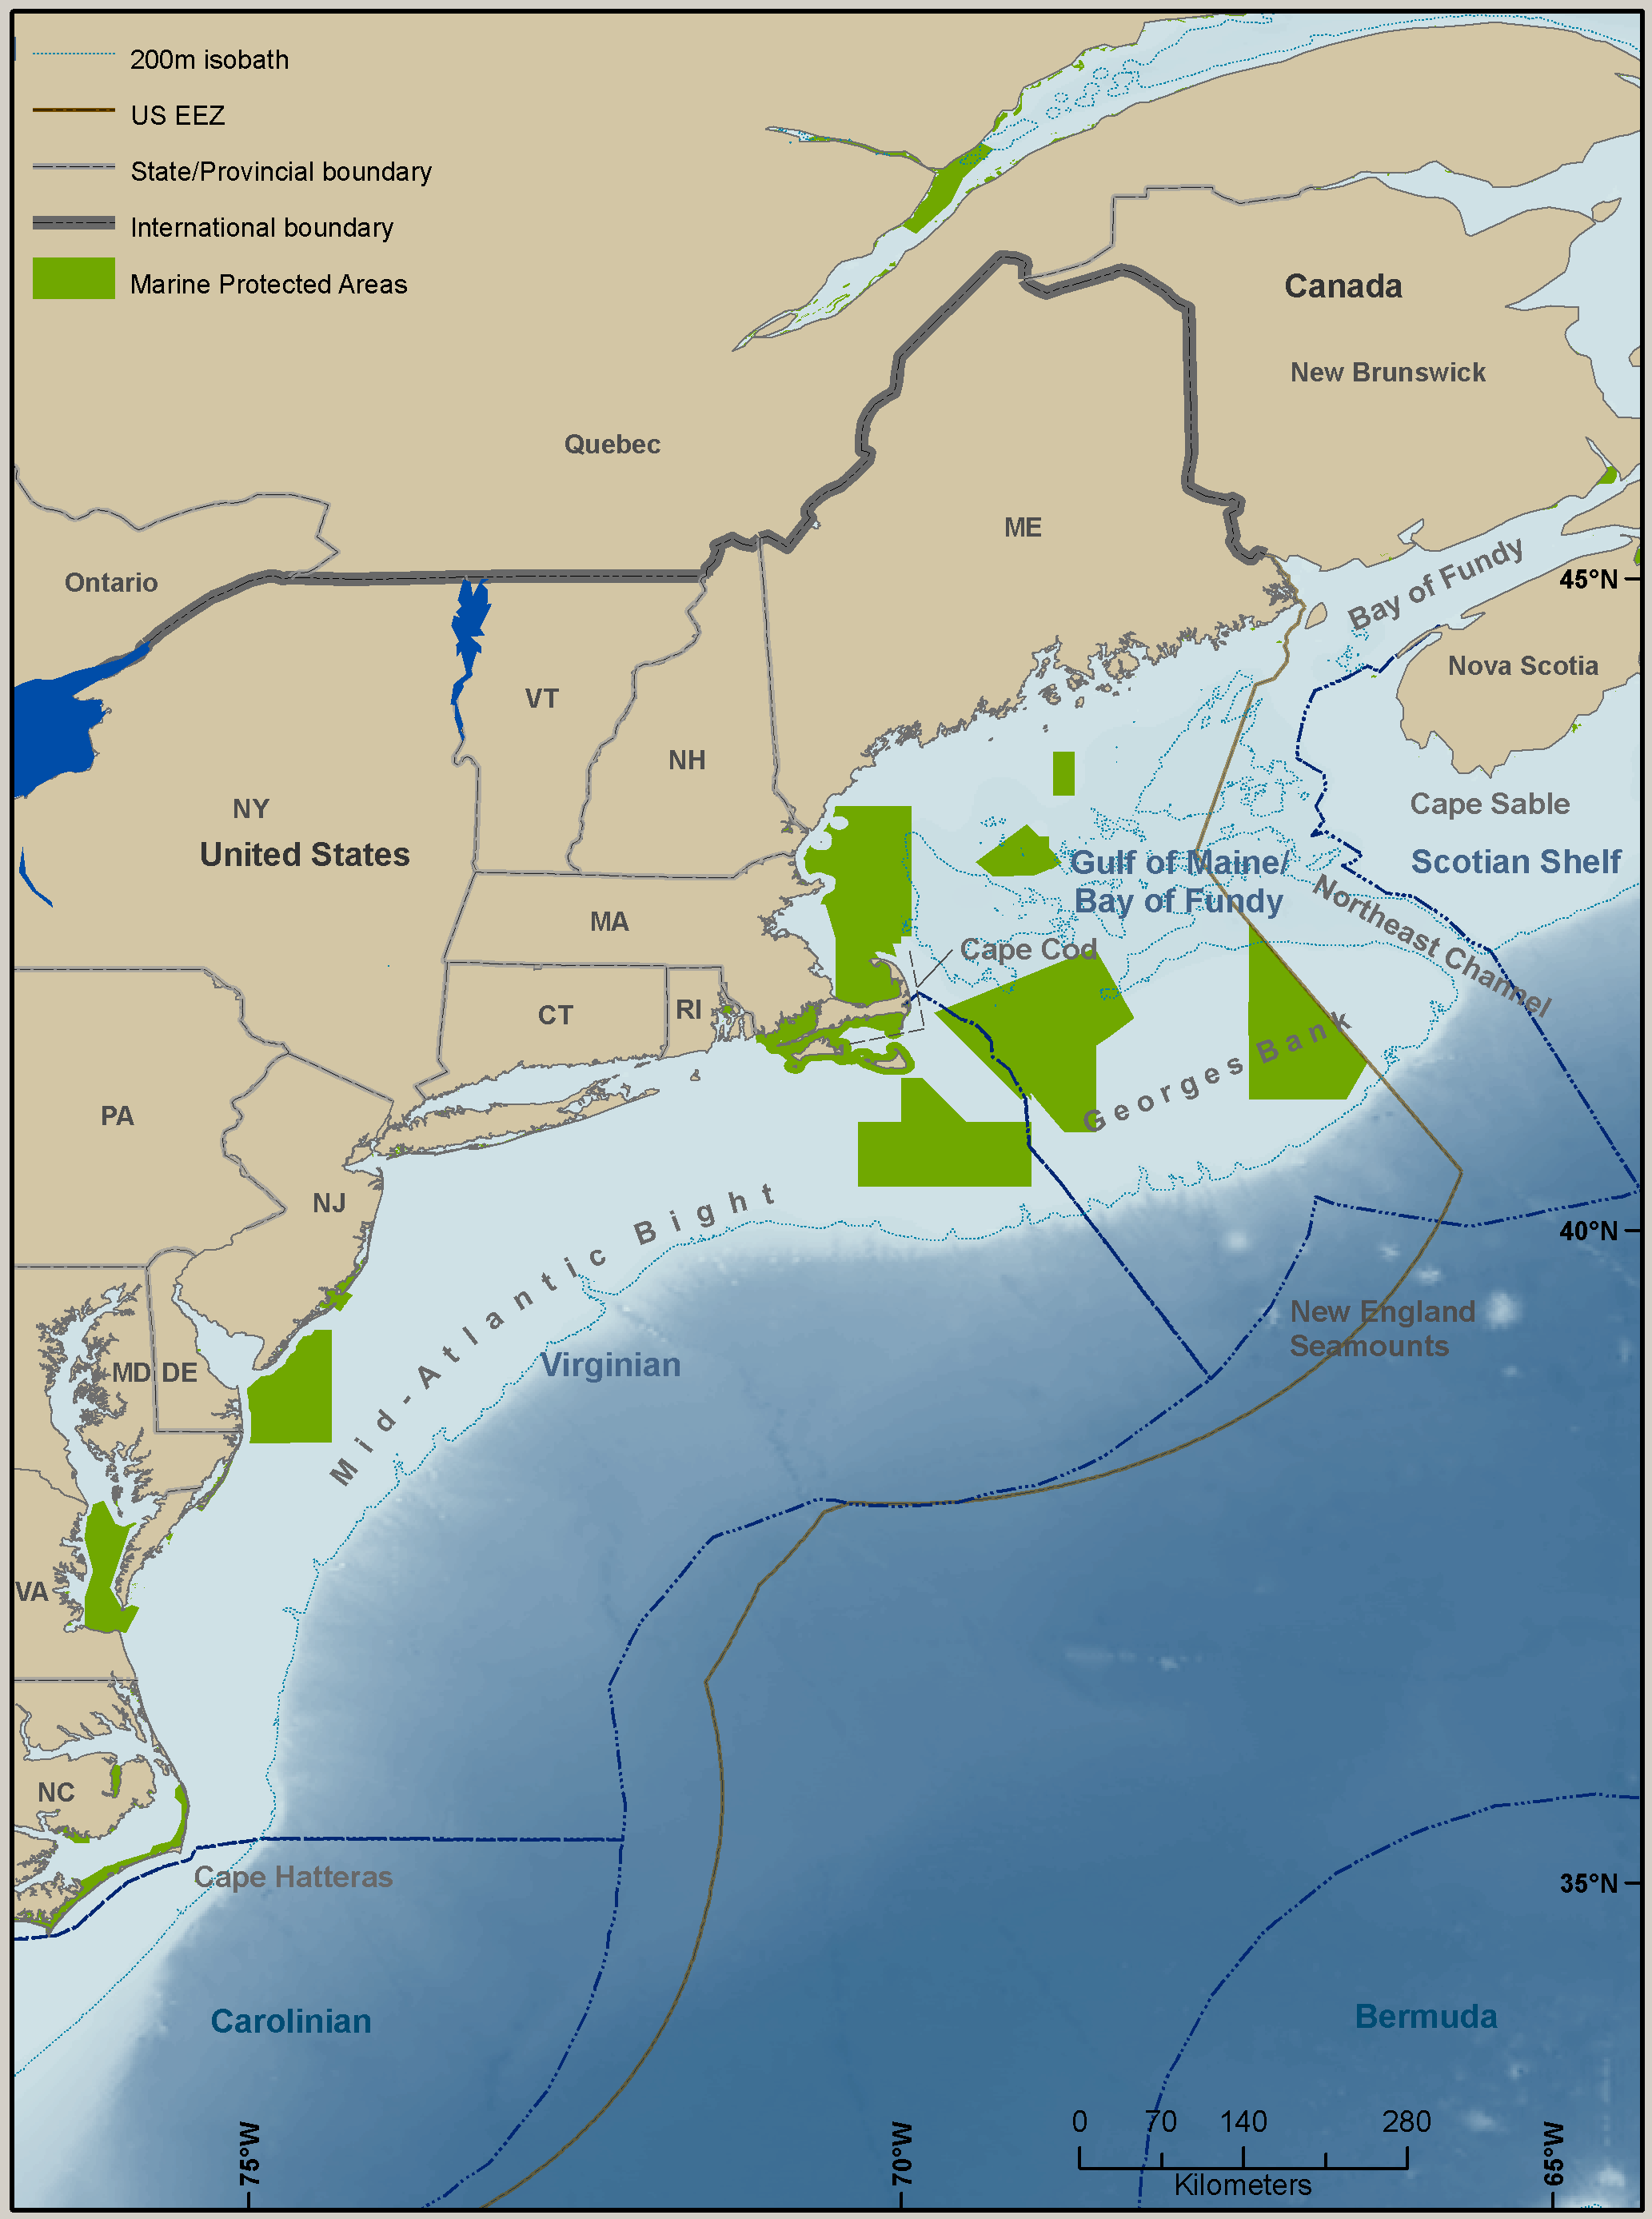 200m isobath
US EEZ
State/Provincial boundary
International boundary
Marine Protected Areas
Canada
New Brunswick
Quebec
ME
Ontario
Bay of Fundy
45°N
Nova Scotia
VT
NH
NY
United States
Cape Sable
Scotian Shelf
Gulf of Maine/
Bay of Fundy
Northeast Channel
MA
Cape Cod
CT
RI
Georges Bank
PA
NJ
Mid-Atlantic Bight
40°N
New England
Seamounts
Virginian
MD
DE
VA
NC
Cape Hatteras
35°N
Carolinian
Bermuda
0 70 140 280
Kilometers
75°W
70°W
65°W